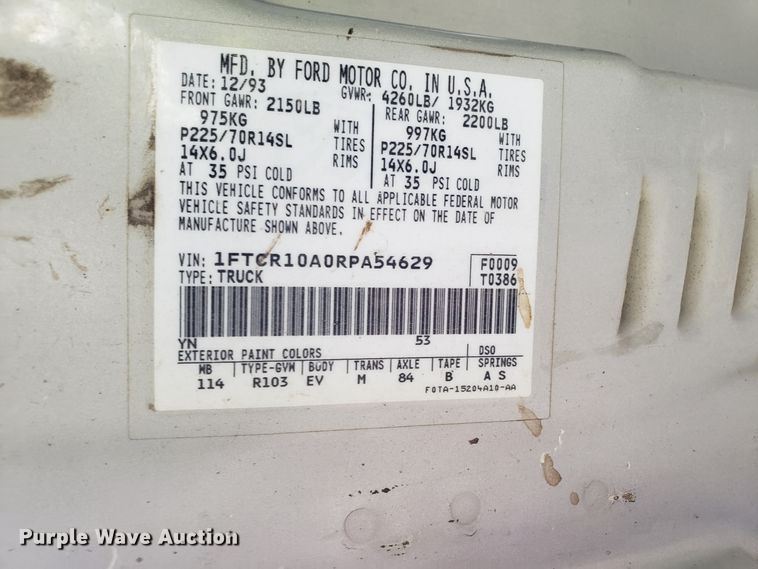 MFD. BY FORD MOTOR CO. IN U.S.A.
DATE: 12/93 GVWR: 4260LB/ 1932KG
FRONT GAWR: 2150LB REAR GAWR: 2200LB
975KG WITH 997KG WITH
P225/70R14SL TIRES P225/70R14SL TIRES
14X6.0J RIMS 14X6.0J RIMS
AT 35 PSI COLD AT 35 PSI COLD
THIS VEHICLE CONFORMS TO ALL APPLICABLE FEDERAL MOTOR
VEHICLE SAFETY STANDARDS IN EFFECT ON THE DATE OF
MANUFACTURE SHOWN ABOVE.
VIN: 1FTCR10A0RPA54629 F0009
TYPE: TRUCK T0386
YN 53
EXTERIOR PAINT COLORS DSO
WB TYPE-GVW BODY TRANS AXLE TAPE SPRINGS
114 R103 EV M 84 B A S
F0TA-15204A10-AA
Purple Wave Auction